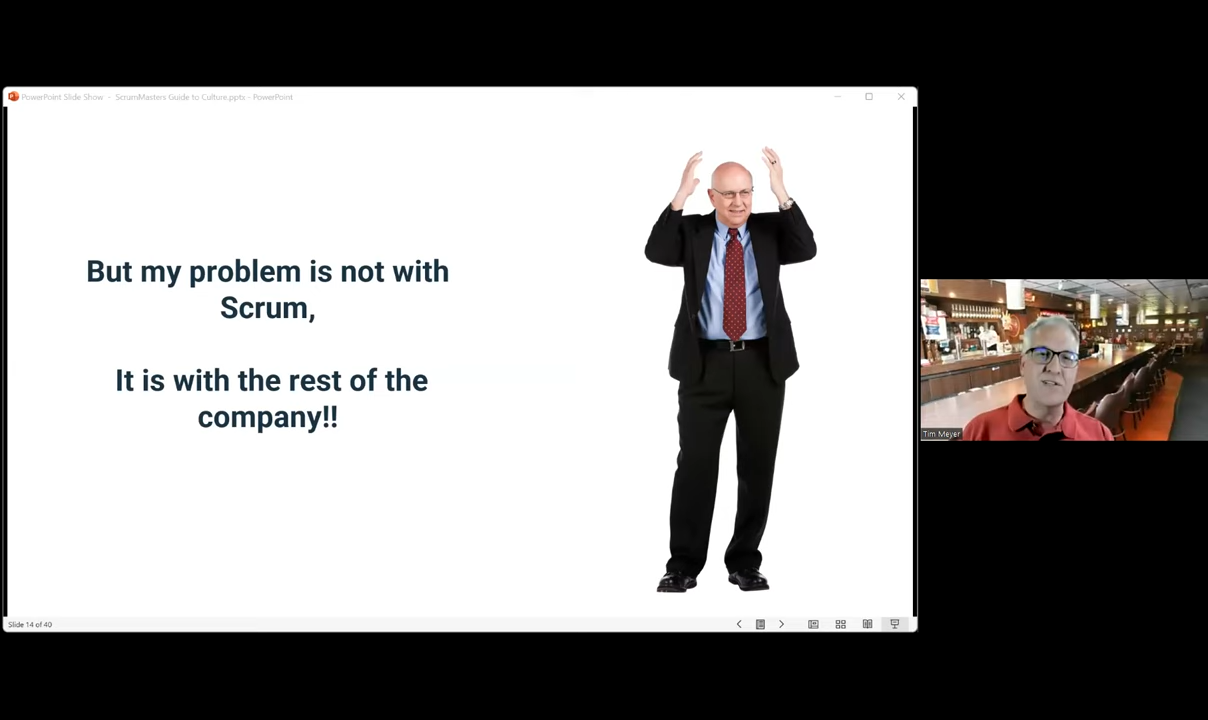 PowerPoint Slide Show - ScrumMasters Guide to Culture.pptx - PowerPoint
But my problem is not with
Scrum,
It is with the rest of the
company!!
Tim Meyer
Slide 14 of 40